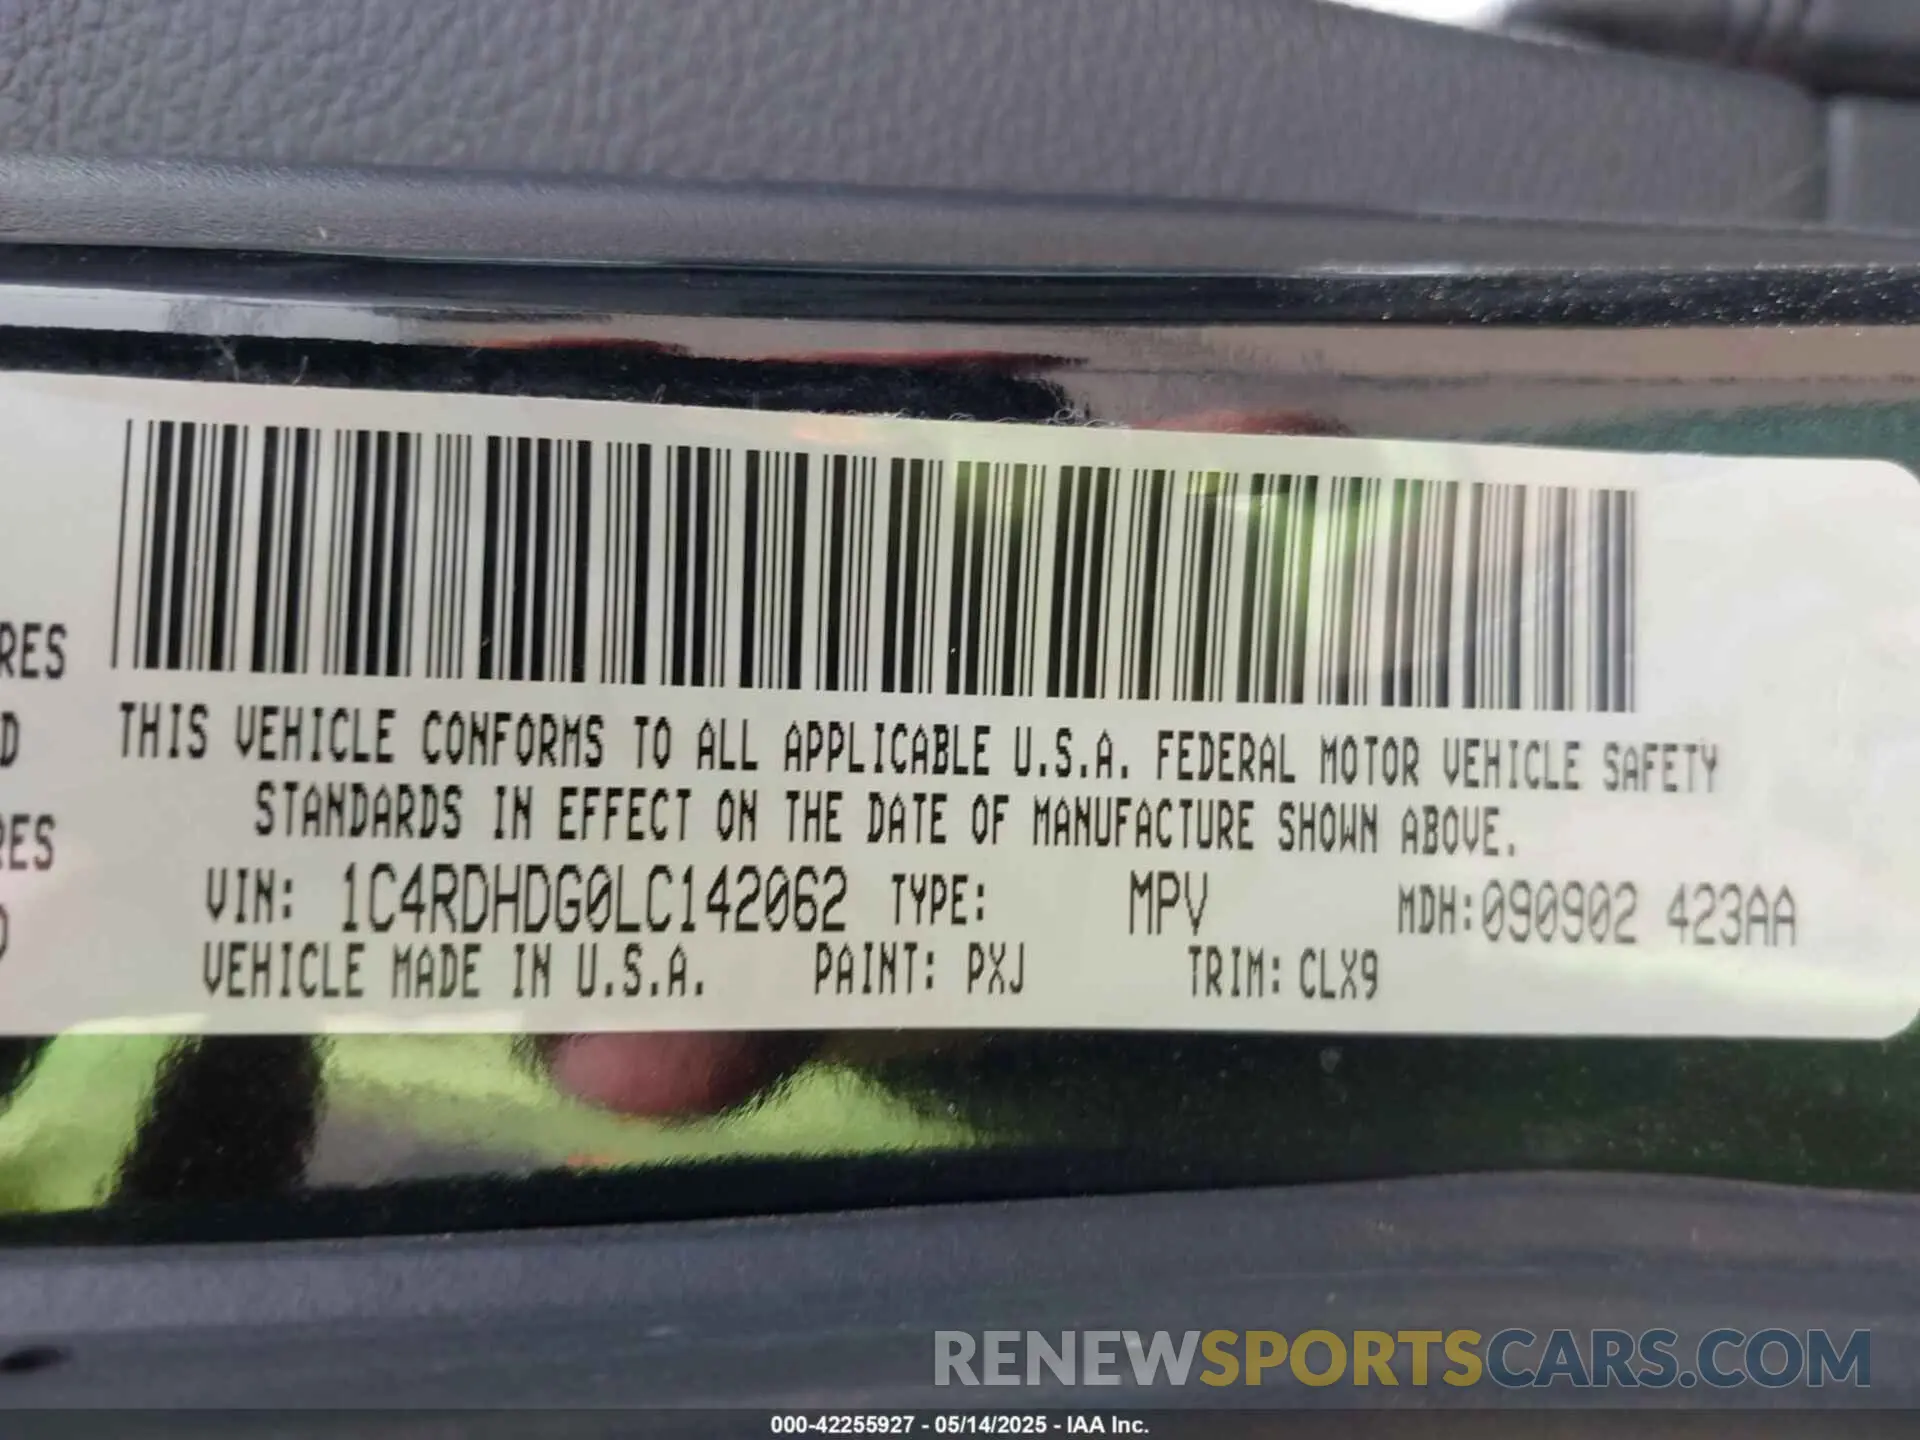 RES
D
RES
THIS VEHICLE CONFORMS TO ALL APPLICABLE U.S.A. FEDERAL MOTOR VEHICLE SAFETY
STANDARDS IN EFFECT ON THE DATE OF MANUFACTURE SHOWN ABOVE.
VIN: 1C4RDHDG0LC142062 TYPE: MPV MDH:090902 423AA
VEHICLE MADE IN U.S.A. PAINT: PXJ TRIM: CLX9
RENEWSPORTSCARS.COM
000-42255927 - 05/14/2025 - IAA Inc.